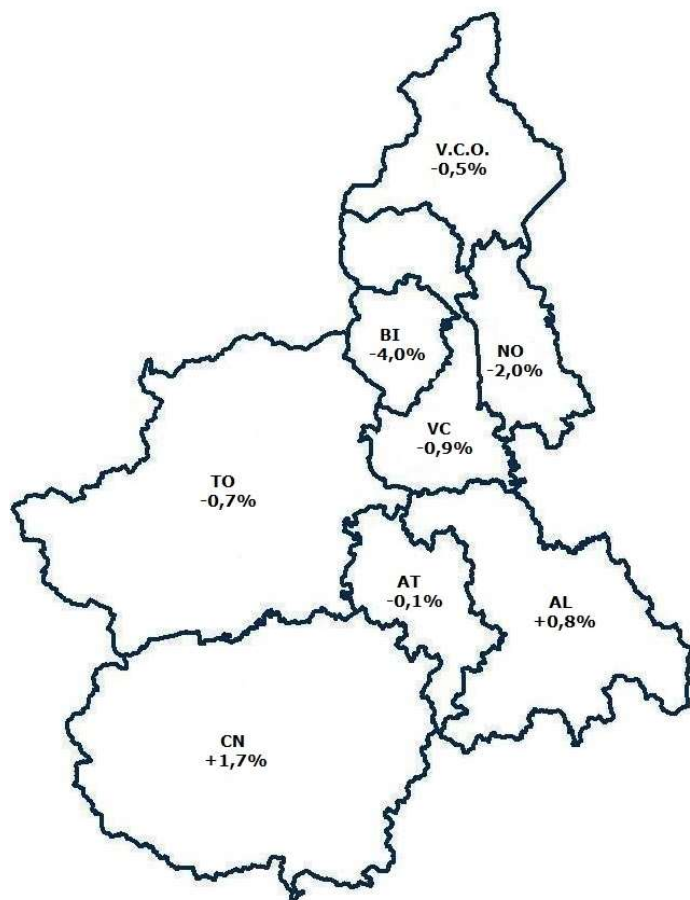 V.C.O.
-0,5%
BI
-4,0%
NO
-2,0%
VC
-0,9%
TO
-0,7%
AT
-0,1%
AL
+0,8%
CN
+1,7%